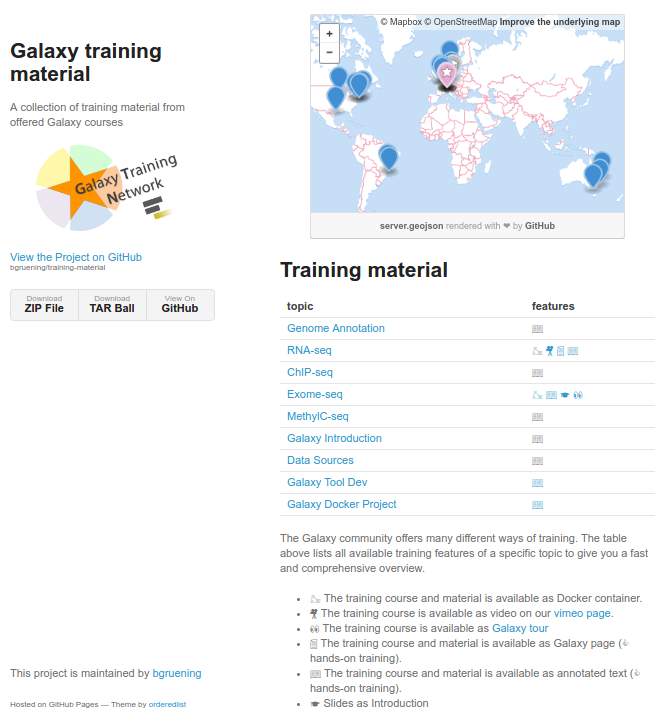 Galaxy training
material
A collection of training material from
offered Galaxy courses
Galaxy Training
Network
View the Project on GitHub
bgruening/training-material
Download
ZIP File
Download
TAR Ball
View On
GitHub
This project is maintained by bgruening
Hosted on GitHub Pages — Theme by orderedlist
+
−
© Mapbox © OpenStreetMap Improve the underlying map
server.geojson rendered with ❤ by GitHub
Training material
topic features
Genome Annotation
RNA-seq
ChIP-seq
Exome-seq
MethylC-seq
Galaxy Introduction
Data Sources
Galaxy Tool Dev
Galaxy Docker Project
The Galaxy community offers many different ways of training. The table
above lists all available training features of a specific topic to give you a fast
and comprehensive overview.
• The training course and material is available as Docker container.
• The training course is available as video on our vimeo page.
• The training course is available as Galaxy tour
• The training course and material is available as Galaxy page (
hands-on training).
• The training course and material is available as annotated text (
hands-on training).
• Slides as Introduction